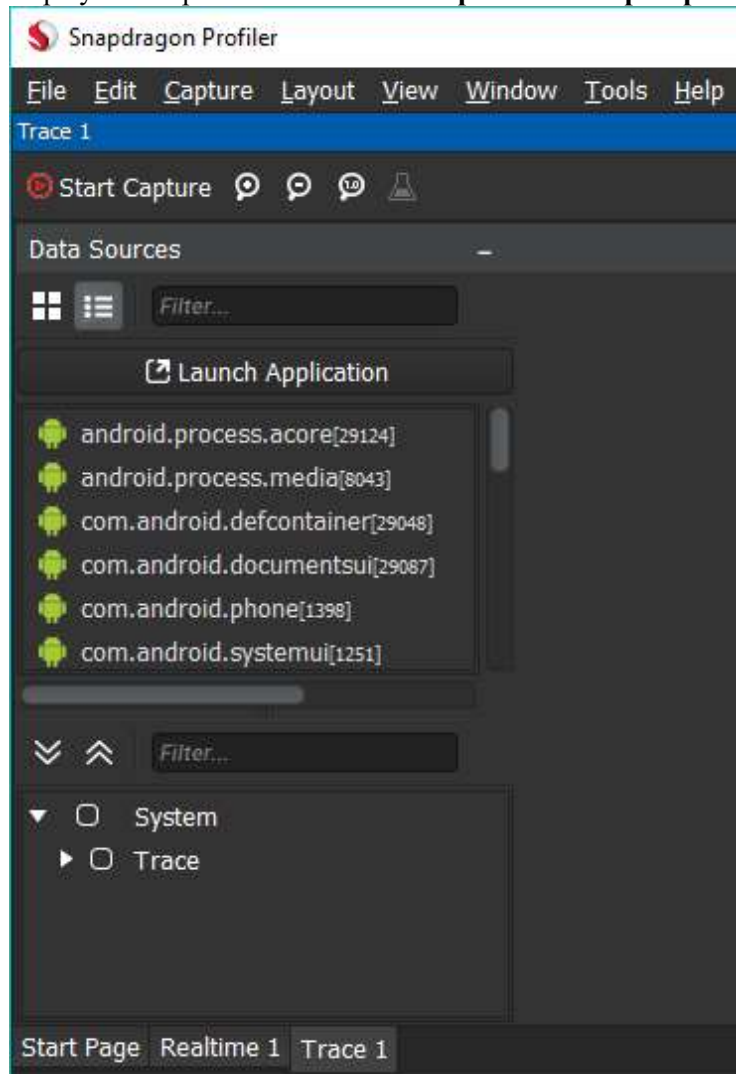 Snapdragon Profiler
File Edit Capture Layout View Window Tools Help
Trace 1
Start Capture 1.0
Data Sources
Filter...
Launch Application
android.process.acore[29124]
android.process.media[8043]
com.android.defcontainer[29048]
com.android.documentsui[29087]
com.android.phone[1398]
com.android.systemui[1251]
Filter...
System
Trace
Start Page Realtime 1 Trace 1